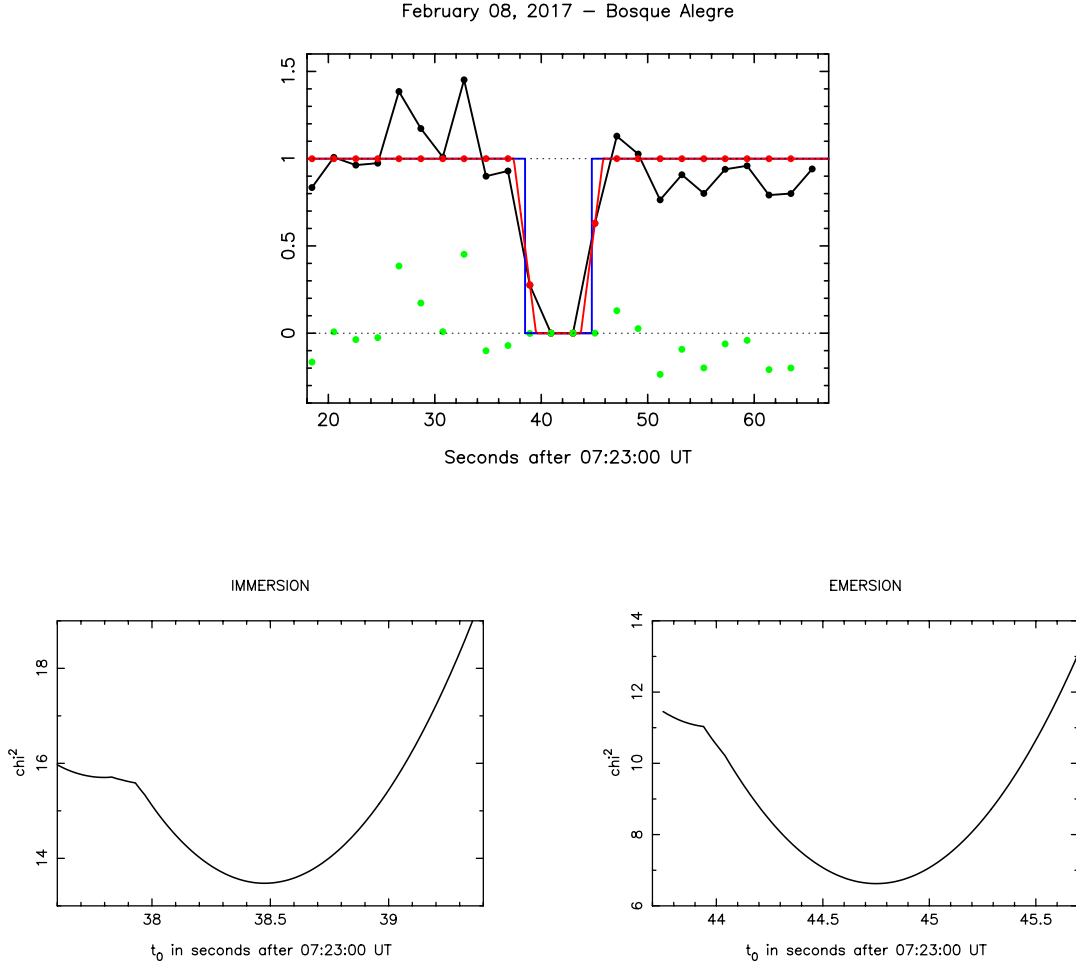 February 08, 2017 – Bosque Alegre
1.5
1
0.5
0
20 30 40 50 60
Seconds after 07:23:00 UT
IMMERSION
18
16
14
chi²
38 38.5 39
t₀ in seconds after 07:23:00 UT
EMERSION
14
12
10
8
6
chi²
44 44.5 45 45.5
t₀ in seconds after 07:23:00 UT